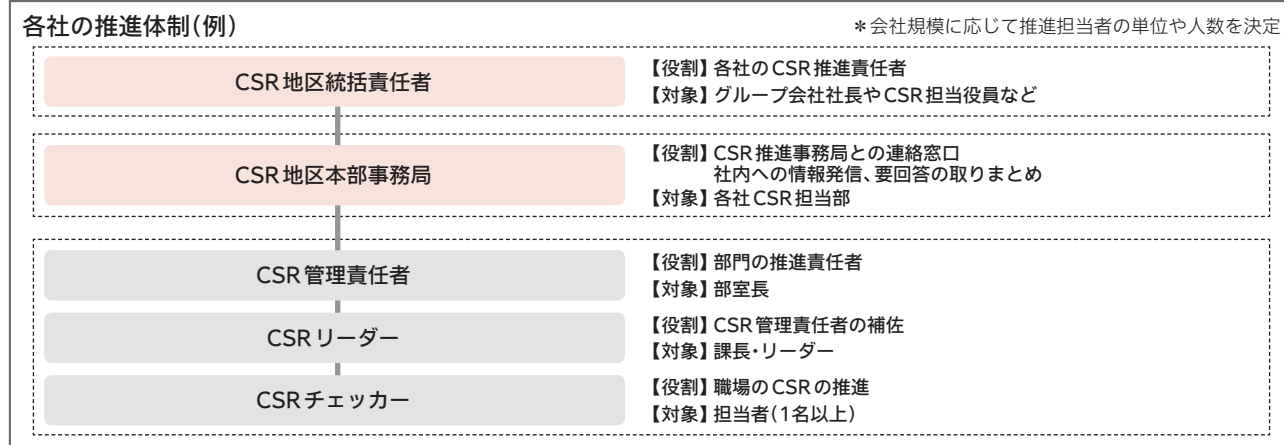 各社の推進体制(例)
＊会社規模に応じて推進担当者の単位や人数を決定
CSR地区統括責任者
【役割】各社のCSR推進責任者
【対象】グループ会社社長やCSR担当役員など
CSR地区本部事務局
【役割】CSR推進事務局との連絡窓口
社内への情報発信、要回答の取りまとめ
【対象】各社CSR担当部
CSR管理責任者
【役割】部門の推進責任者
【対象】部室長
CSRリーダー
【役割】CSR管理責任者の補佐
【対象】課長・リーダー
CSRチェッカー
【役割】職場のCSRの推進
【対象】担当者(1名以上)